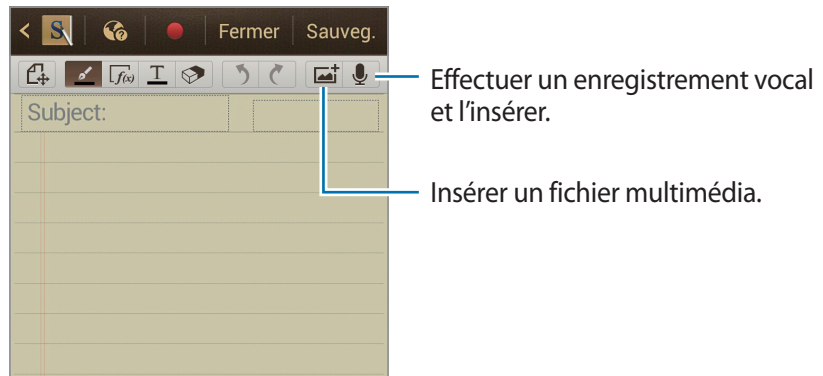 S
Fermer
Sauveg.
f(x)
T
Subject:
Effectuer un enregistrement vocal
et l'insérer.
Insérer un fichier multimédia.